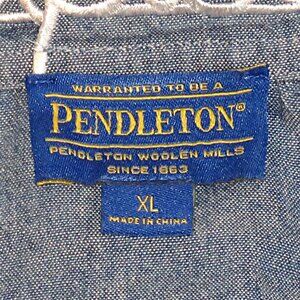 WARRANTED TO BE A
PENDLETON®
PENDLETON WOOLEN MILLS
SINCE 1863
XL
MADE IN CHINA